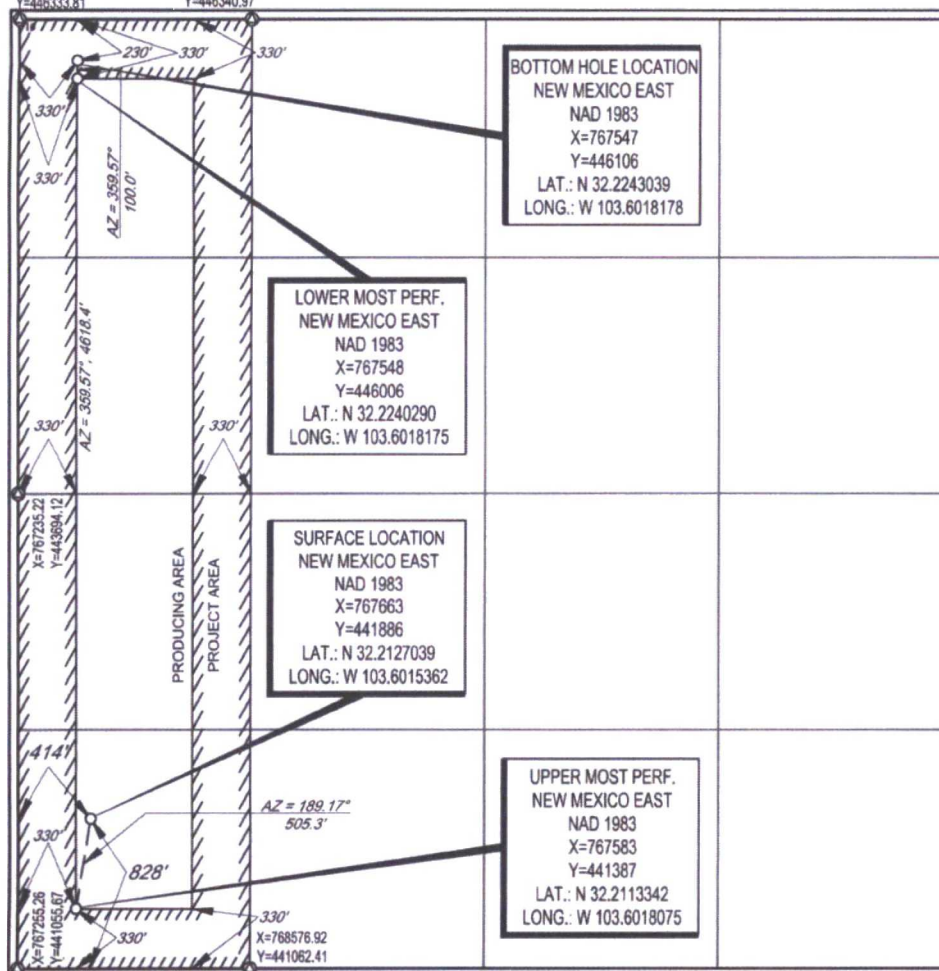 Y=446333.81
Y=446340.97
230'
330'
330'
330'
330'
AZ = 359.57°
100.0'
BOTTOM HOLE LOCATION
NEW MEXICO EAST
NAD 1983
X=767547
Y=446106
LAT.: N 32.2243039
LONG.: W 103.6018178
LOWER MOST PERF.
NEW MEXICO EAST
NAD 1983
X=767548
Y=446006
LAT.: N 32.2240290
LONG.: W 103.6018175
AZ = 359.57°, 4618.4'
330'
330'
X=767235.22
Y=443694.12
PRODUCING AREA
PROJECT AREA
SURFACE LOCATION
NEW MEXICO EAST
NAD 1983
X=767663
Y=441886
LAT.: N 32.2127039
LONG.: W 103.6015362
414'
AZ = 189.17°
505.3'
330'
828'
UPPER MOST PERF.
NEW MEXICO EAST
NAD 1983
X=767583
Y=441387
LAT.: N 32.2113342
LONG.: W 103.6018075
X=767255.26
Y=441055.67
330'
330'
X=768576.92
Y=441062.41